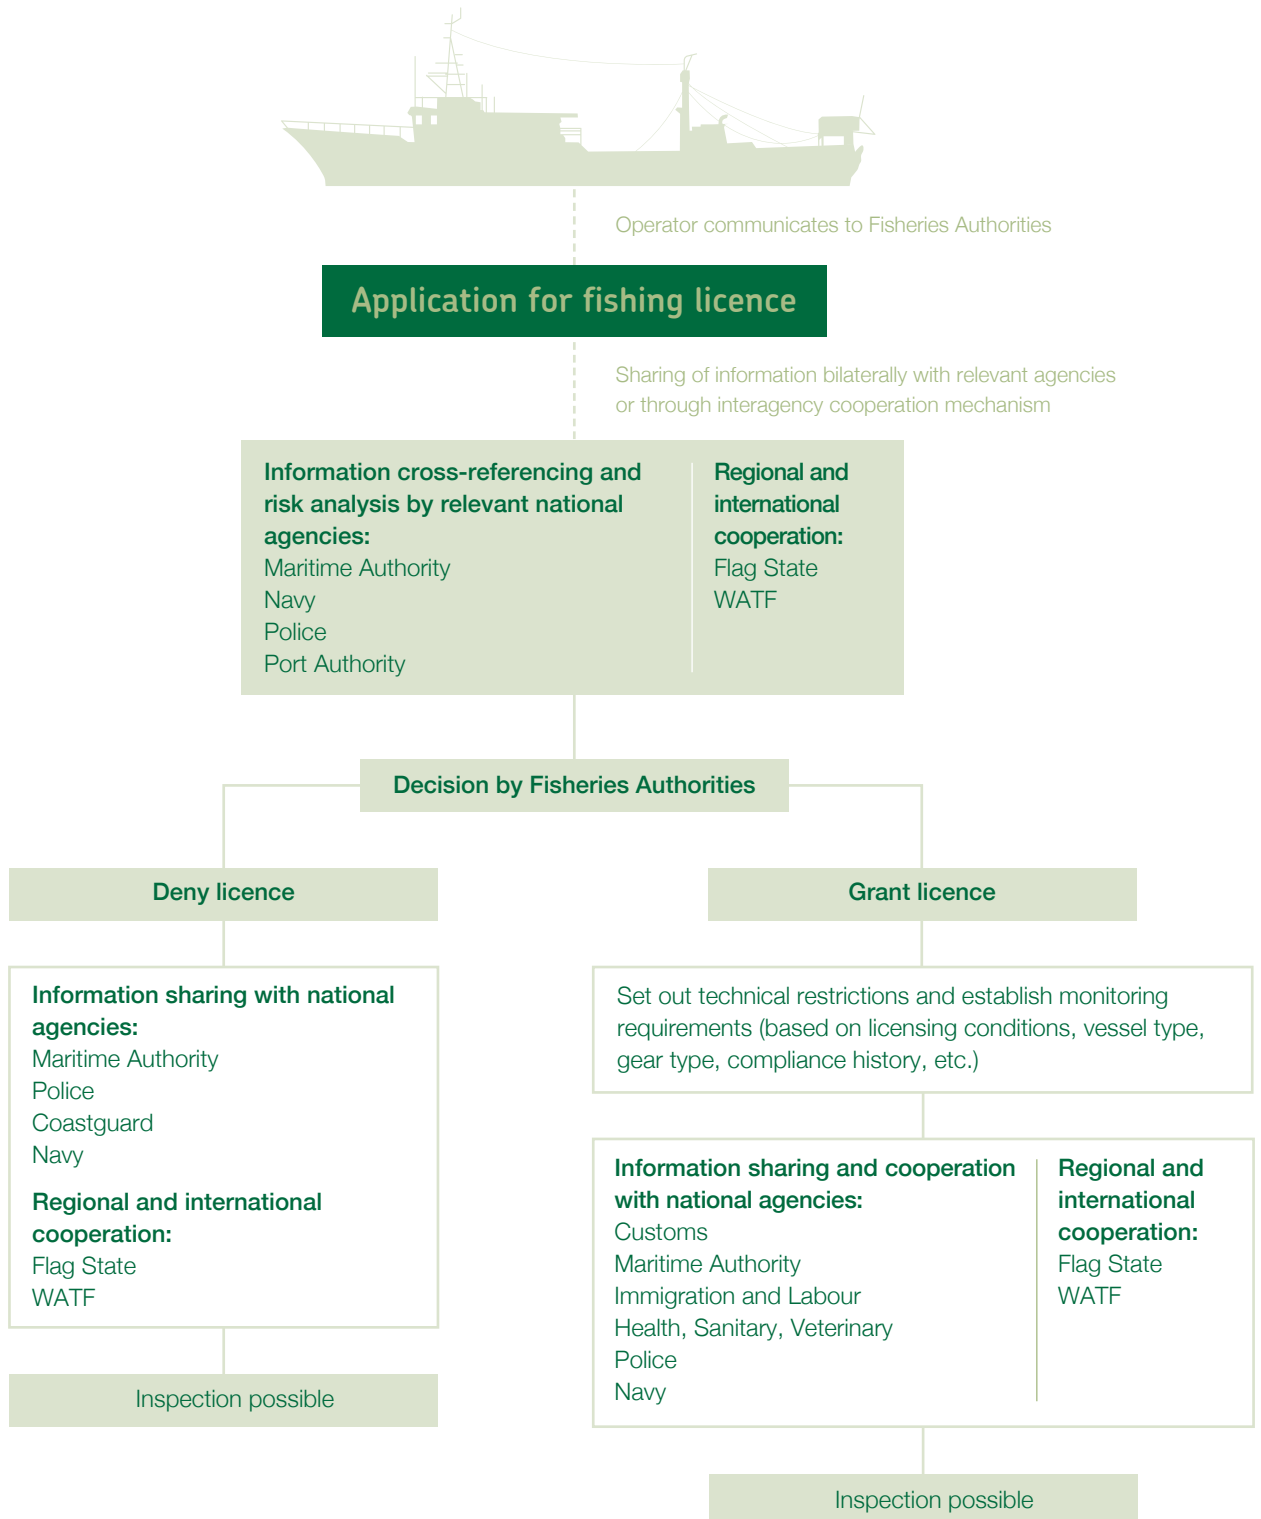 Operator communicates to Fisheries Authorities
Application for fishing licence
Sharing of information bilaterally with relevant agencies
or through interagency cooperation mechanism
Information cross-referencing and
risk analysis by relevant national
agencies:
Maritime Authority
Navy
Police
Port Authority
Regional and
international
cooperation:
Flag State
WATF
Decision by Fisheries Authorities
Deny licence
Information sharing with national
agencies:
Maritime Authority
Police
Coastguard
Navy
Regional and international
cooperation:
Flag State
WATF
Inspection possible
Grant licence
Set out technical restrictions and establish monitoring
requirements (based on licensing conditions, vessel type,
gear type, compliance history, etc.)
Information sharing and cooperation
with national agencies:
Customs
Maritime Authority
Immigration and Labour
Health, Sanitary, Veterinary
Police
Navy
Regional and
international
cooperation:
Flag State
WATF
Inspection possible